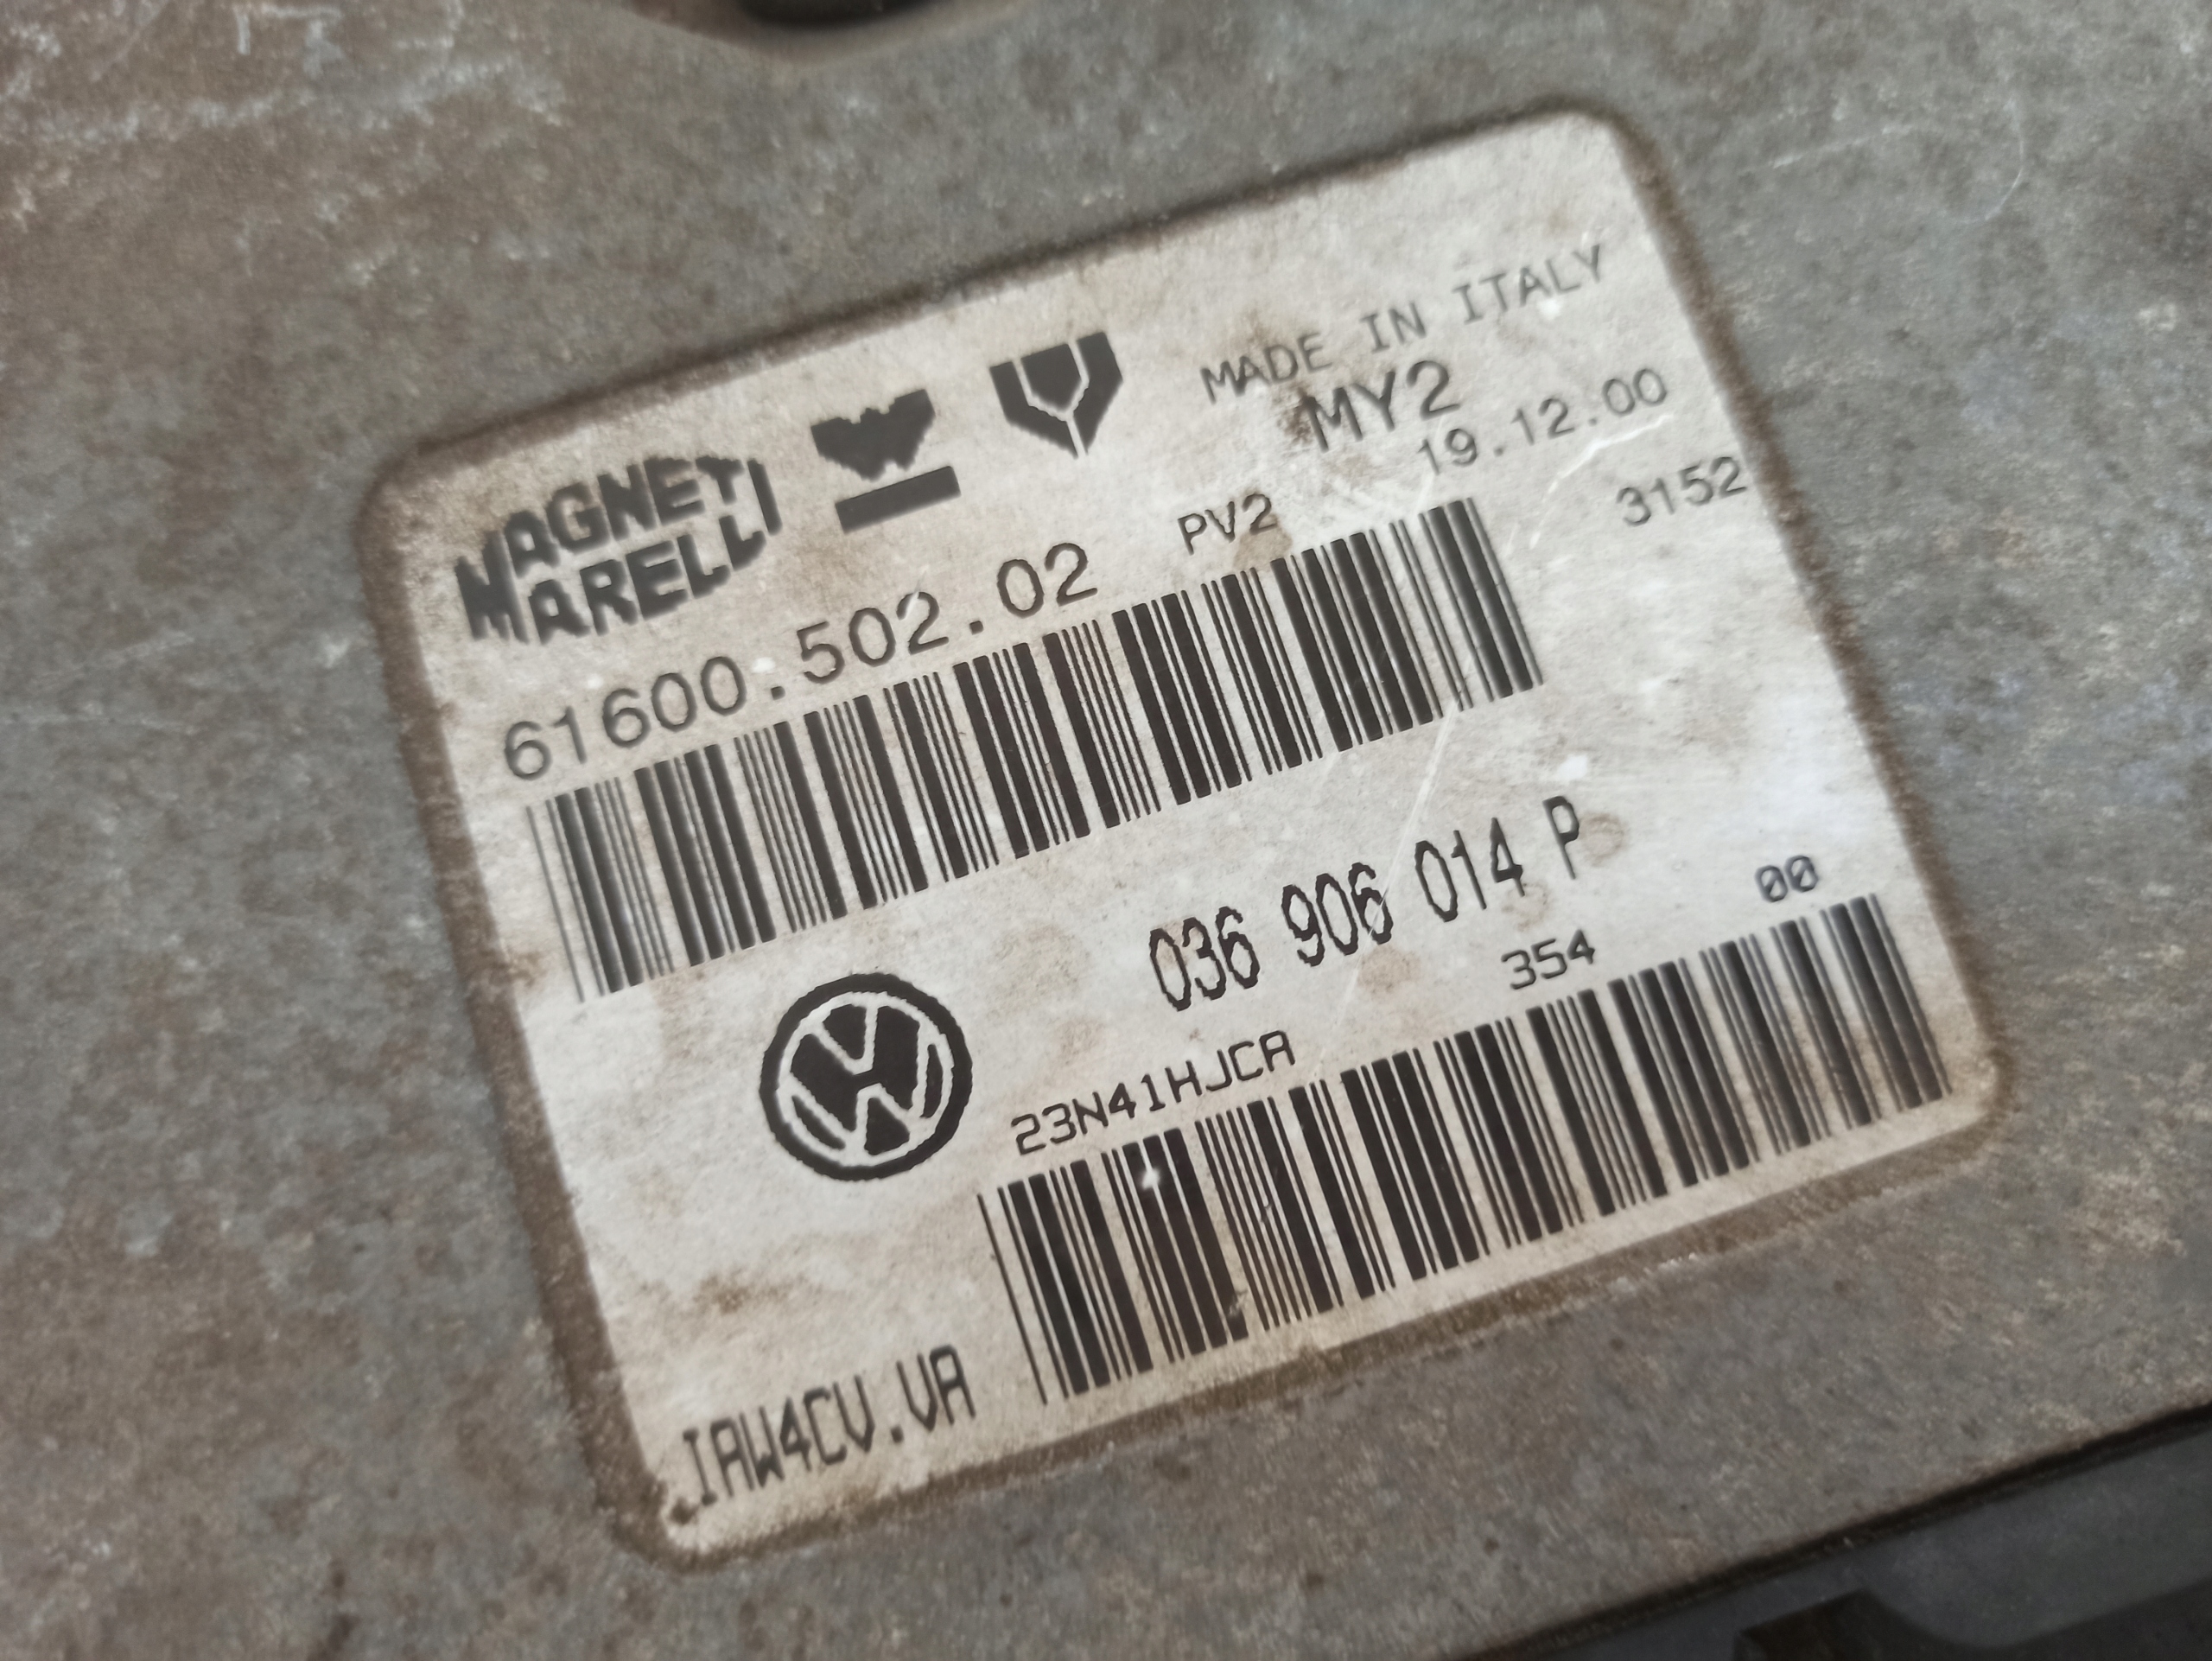 MAGNETI
MARELLI
MADE IN ITALY
MY2
19.12.00
61600.502.02 PV2 3152
036 906 014 P
23N41HJCA 354 00
IAW4CV.VA